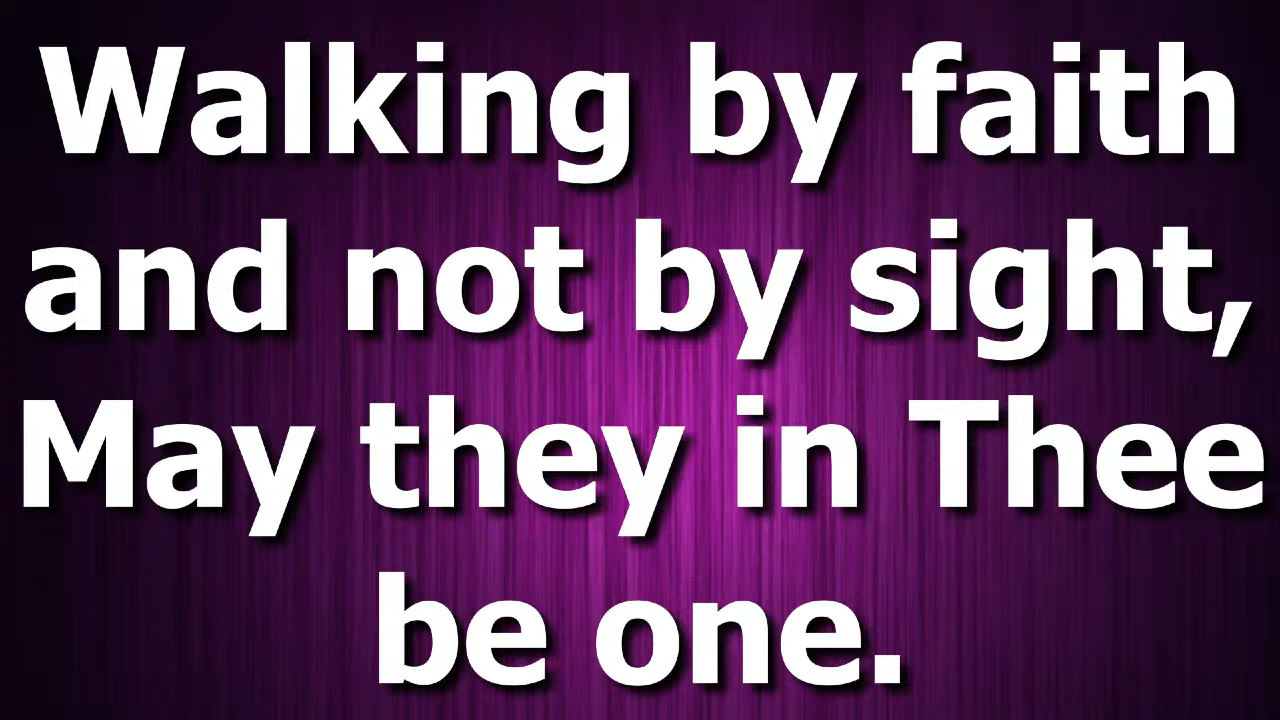 Walking by faith
and not by sight,
May they in Thee
be one.